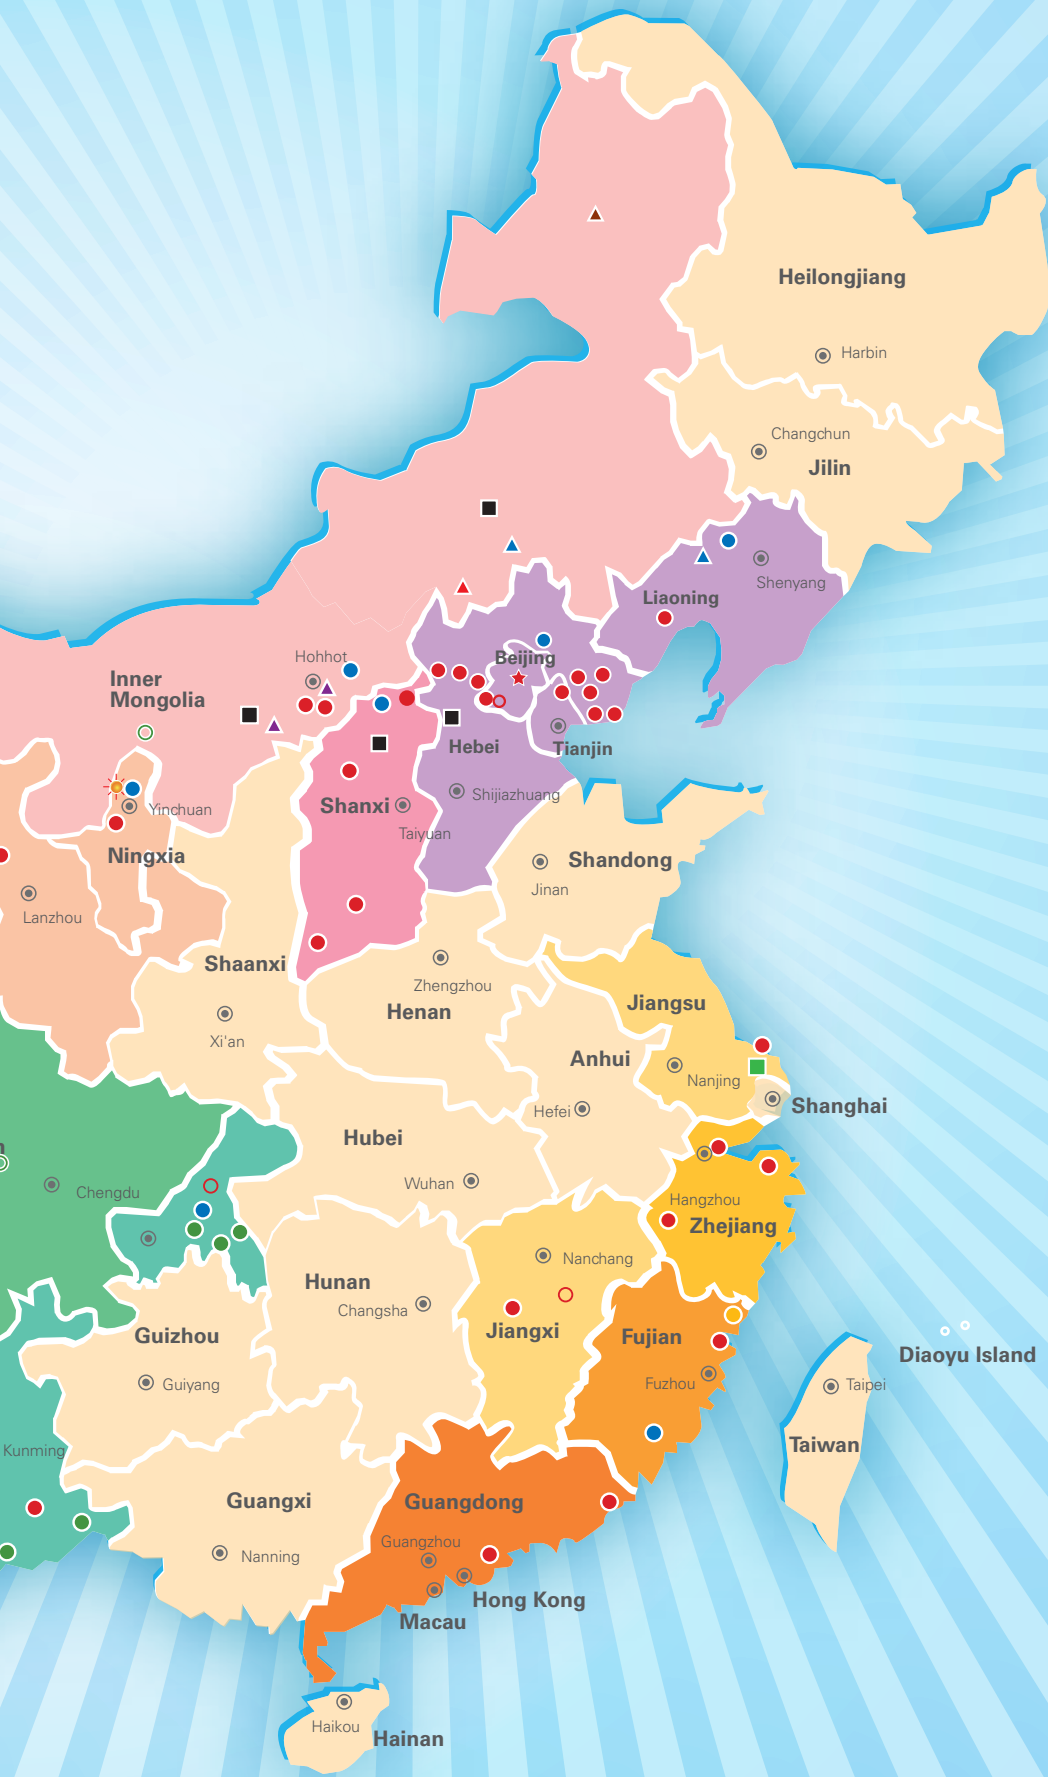 Heilongjiang
Harbin
Changchun
Jilin
Shenyang
Liaoning
Hohhot
Beijing
Inner
Mongolia
Hebei
Tianjin
Shijiazhuang
Shanxi
Yinchuan
Taiyuan
Ningxia
Shandong
Jinan
Lanzhou
Shaanxi
Zhengzhou
Henan
Jiangsu
Xi'an
Anhui
Nanjing
Shanghai
Hefei
Hubei
Wuhan
Chengdu
Hangzhou
Zhejiang
Nanchang
Hunan
Changsha
Jiangxi
Guizhou
Fujian
Diaoyu Island
Guiyang
Fuzhou
Taipei
Taiwan
Kunming
Guangxi
Guangdong
Guangzhou
Nanning
Hong Kong
Macau
Haikou
Hainan